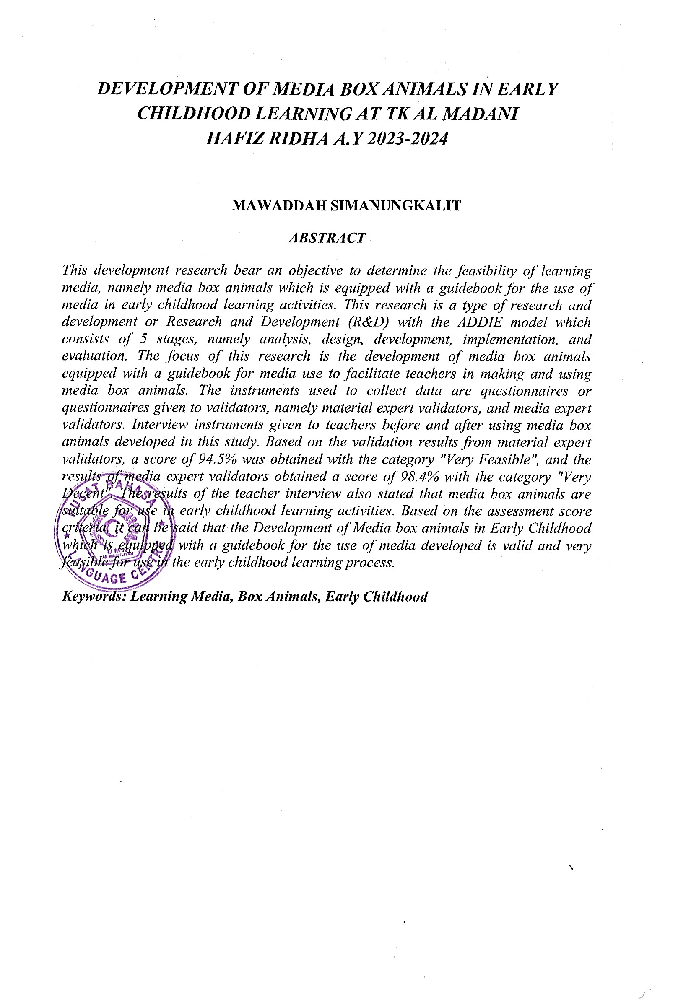 DEVELOPMENT OF MEDIA BOX ANIMALS IN EARLY
CHILDHOOD LEARNING AT TK AL MADANI
HAFIZ RIDHA A.Y 2023-2024
MAWADDAH SIMANUNGKALIT
ABSTRACT
This development research bear an objective to determine the feasibility of learning
media, namely media box animals which is equipped with a guidebook for the use of
media in early childhood learning activities. This research is a type of research and
development or Research and Development (R&D) with the ADDIE model which
consists of 5 stages, namely analysis, design, development, implementation, and
evaluation. The focus of this research is the development of media box animals
equipped with a guidebook for media use to facilitate teachers in making and using
media box animals. The instruments used to collect data are questionnaires or
questionnaires given to validators, namely material expert validators, and media expert
validators. Interview instruments given to teachers before and after using media box
animals developed in this study. Based on the validation results from material expert
validators, a score of 94.5% was obtained with the category "Very Feasible", and the
results of media expert validators obtained a score of 98.4% with the category "Very
Decent". The results of the teacher interview also stated that media box animals are
suitable for use in early childhood learning activities. Based on the assessment score
criteria, it can be said that the Development of Media box animals in Early Childhood
which is equipped with a guidebook for the use of media developed is valid and very
feasible for use in the early childhood learning process.
PUSAT BAHASA
LANGUAGE CENTRE
Keywords: Learning Media, Box Animals, Early Childhood